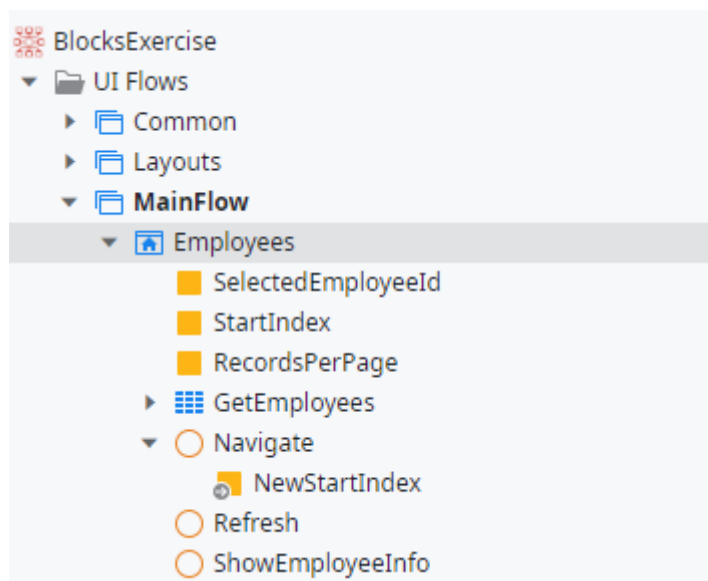 BlocksExercise
UI Flows
Common
Layouts
MainFlow
Employees
SelectedEmployeeId
StartIndex
RecordsPerPage
GetEmployees
Navigate
NewStartIndex
Refresh
ShowEmployeeInfo